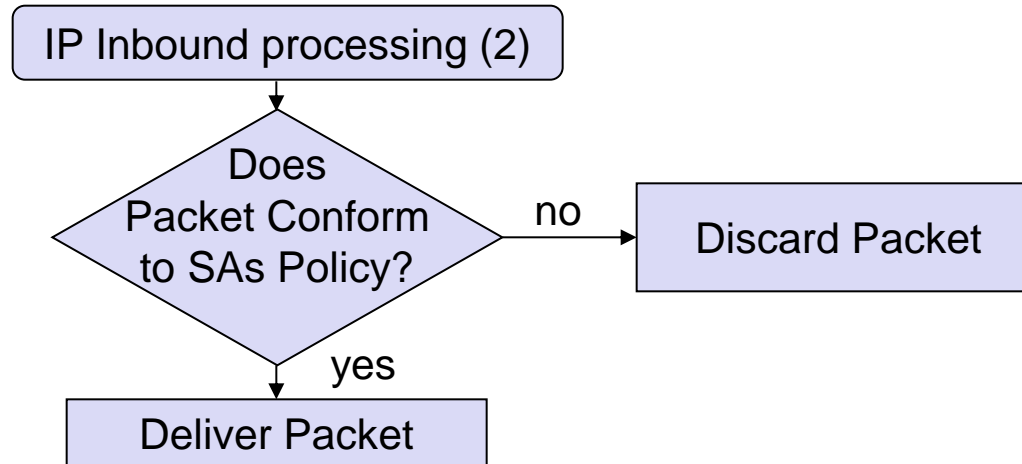 IP Inbound processing (2)
Does
Packet Conform
to SAs Policy?
no
Discard Packet
yes
Deliver Packet